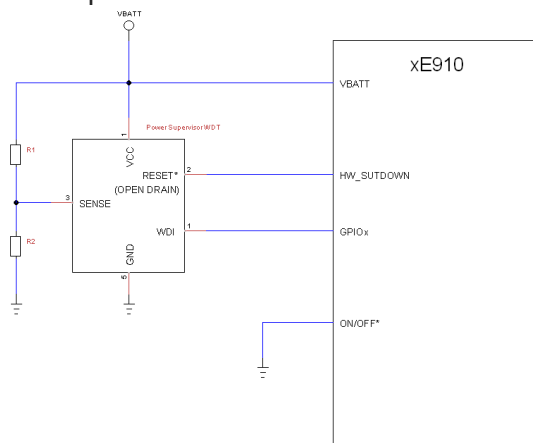 VBATT
xE910
VBATT
Power Supervisor WDT
1
VCC
R1
RESET*
2
HW_SUTDOWN
(OPEN DRAIN)
3
SENSE
WDI
1
GPIOx
R2
GND
5
ON/OFF*